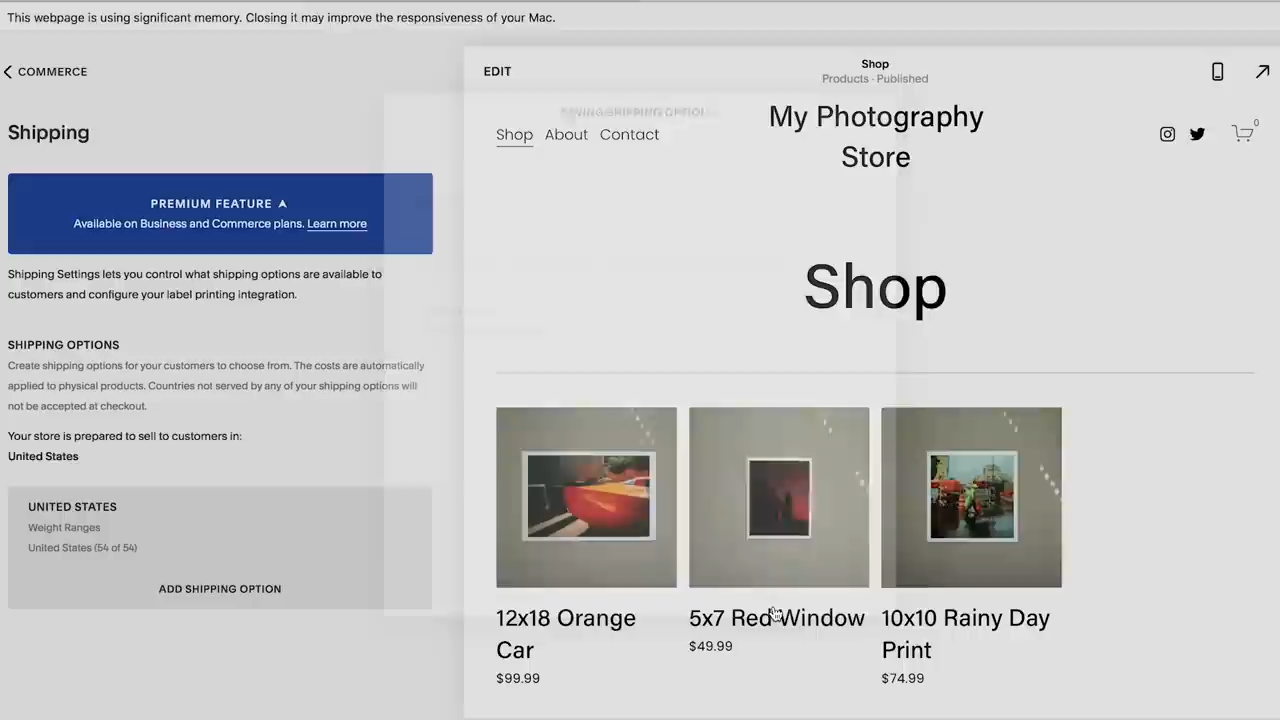 This webpage is using significant memory. Closing it may improve the responsiveness of your Mac.
COMMERCE
Shipping
PREMIUM FEATURE
Available on Business and Commerce plans. Learn more
Shipping Settings lets you control what shipping options are available to
customers and configure your label printing integration.
SHIPPING OPTIONS
Create shipping options for your customers to choose from. The costs are automatically
applied to physical products. Countries not served by any of your shipping options will
not be accepted at checkout.
Your store is prepared to sell to customers in:
United States
UNITED STATES
Weight Ranges
United States (54 of 54)
ADD SHIPPING OPTION
EDIT
Shop
Products · Published
Shop About Contact
My Photography
Store
0
Shop
12x18 Orange
Car
$99.99
5x7 Red Window
$49.99
10x10 Rainy Day
Print
$74.99